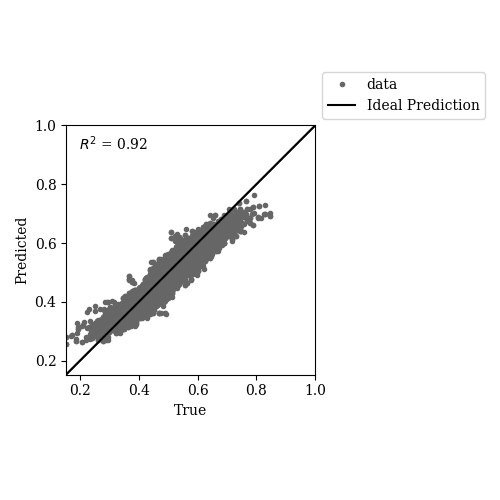 data
Ideal Prediction
R² = 0.92
1.0
0.8
0.6
0.4
0.2
Predicted
0.2 0.4 0.6 0.8 1.0
True